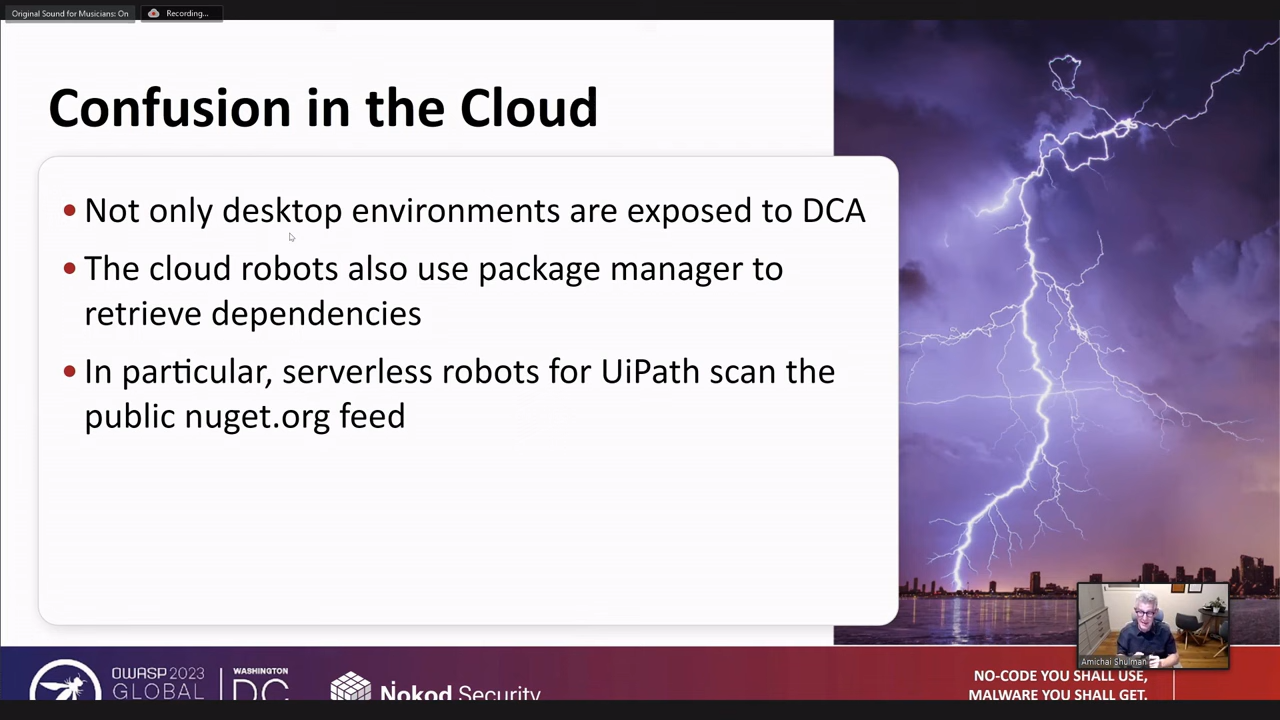 Original Sound for Musicians: On
Recording...
Confusion in the Cloud
• Not only desktop environments are exposed to DCA
• The cloud robots also use package manager to
retrieve dependencies
• In particular, serverless robots for UiPath scan the
public nuget.org feed
Amichai Shulman
OWASP 2023
GLOBAL
WASHINGTON
DC
Nokod Security
NO-CODE YOU SHALL USE,
MALWARE YOU SHALL GET.